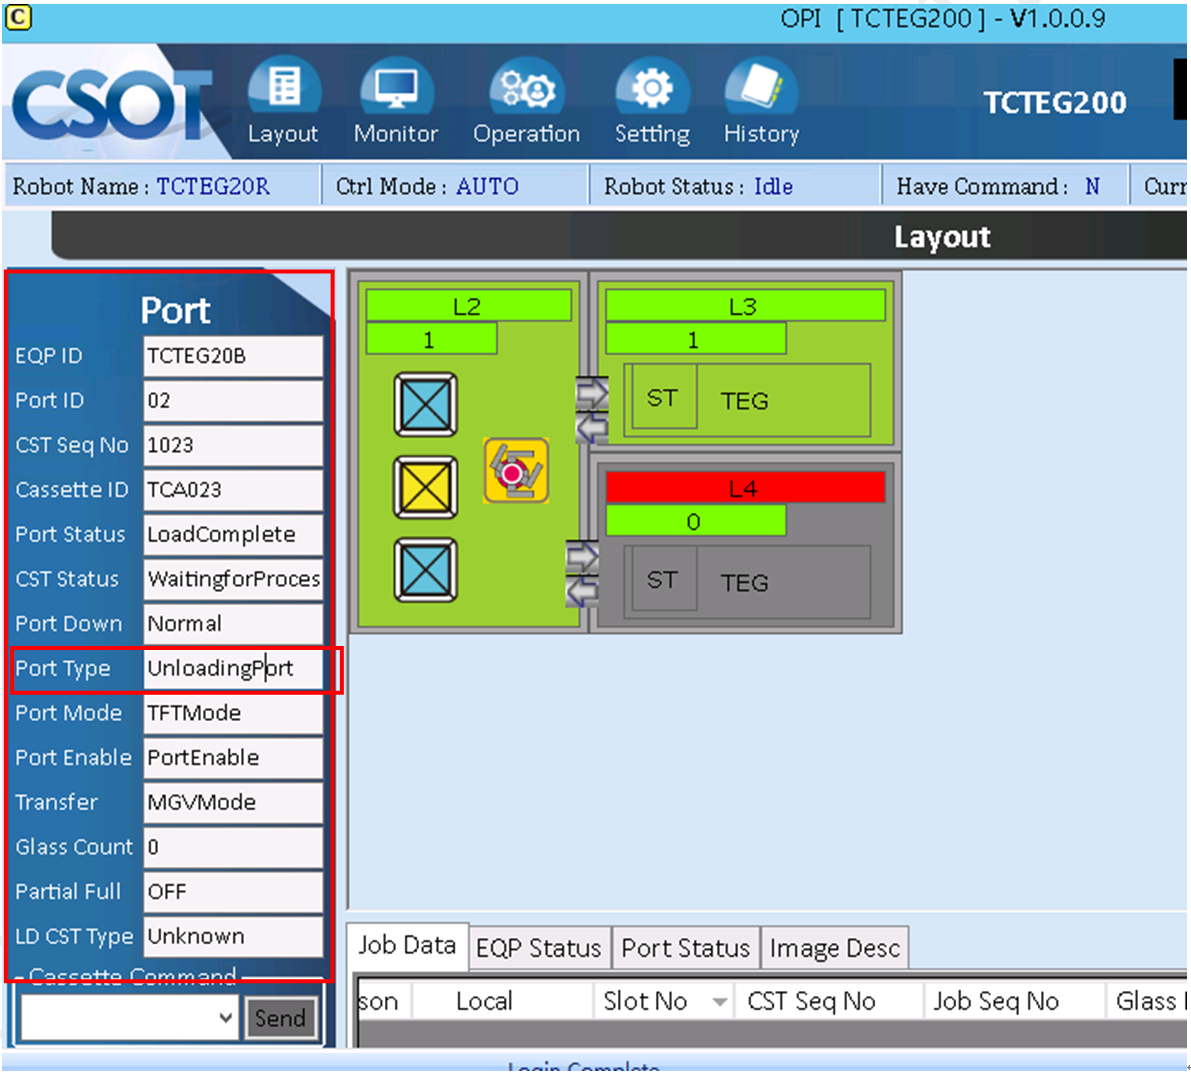 C
OPI [ TCTEG200 ] - V1.0.0.9
CSOT
Layout Monitor Operation Setting History
TCTEG200
Robot Name : TCTEG20R Ctrl Mode : AUTO Robot Status : Idle Have Command : N Curr
Layout
Port
EQP ID TCTEG20B
Port ID 02
CST Seq No 1023
Cassette ID TCA023
Port Status LoadComplete
CST Status WaitingforProces
Port Down Normal
Port Type UnloadingPort
Port Mode TFTMode
Port Enable PortEnable
Transfer MGVMode
Glass Count 0
Partial Full OFF
LD CST Type Unknown
Cassette Command
Send
L2
1
L3
1
ST TEG
L4
0
ST TEG
Job Data EQP Status Port Status Image Desc
son Local Slot No CST Seq No Job Seq No Glass
Login Complete